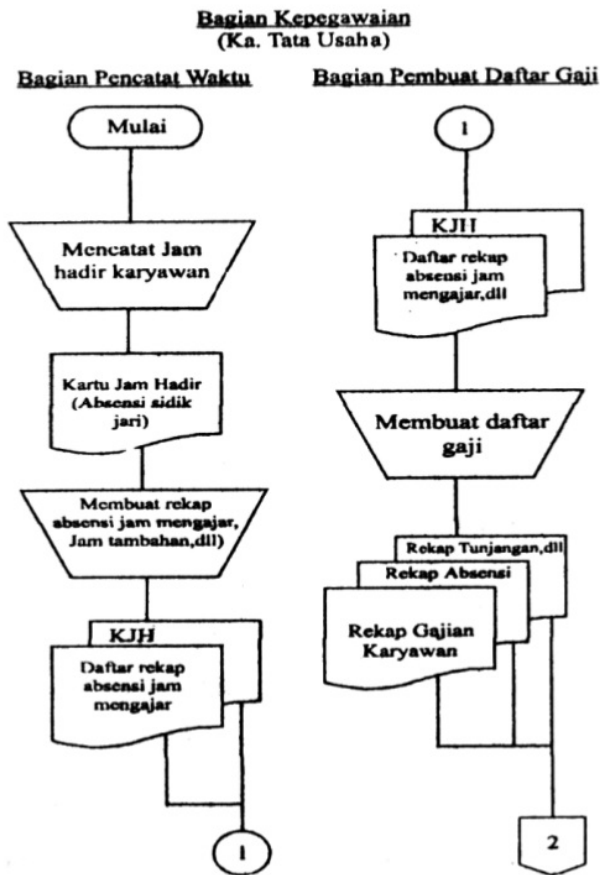 Bagian Kepegawaian
(Ka. Tata Usaha)
Bagian Pencatat Waktu
Mulai
Mencatat Jam
hadir karyawan
Kartu Jam Hadir
(Absensi sidik
jari)
Membuat rekap
absensi jam mengajar,
Jam tambahan,dll)
KJH
Daftar rekap
absensi jam
mengajar
1
Bagian Pembuat Daftar Gaji
1
KJH
Daftar rekap
absensi jam
mengajar,dll
Membuat daftar
gaji
Rekap Tunjangan,dll
Rekap Absensi
Rekap Gajian
Karyawan
2